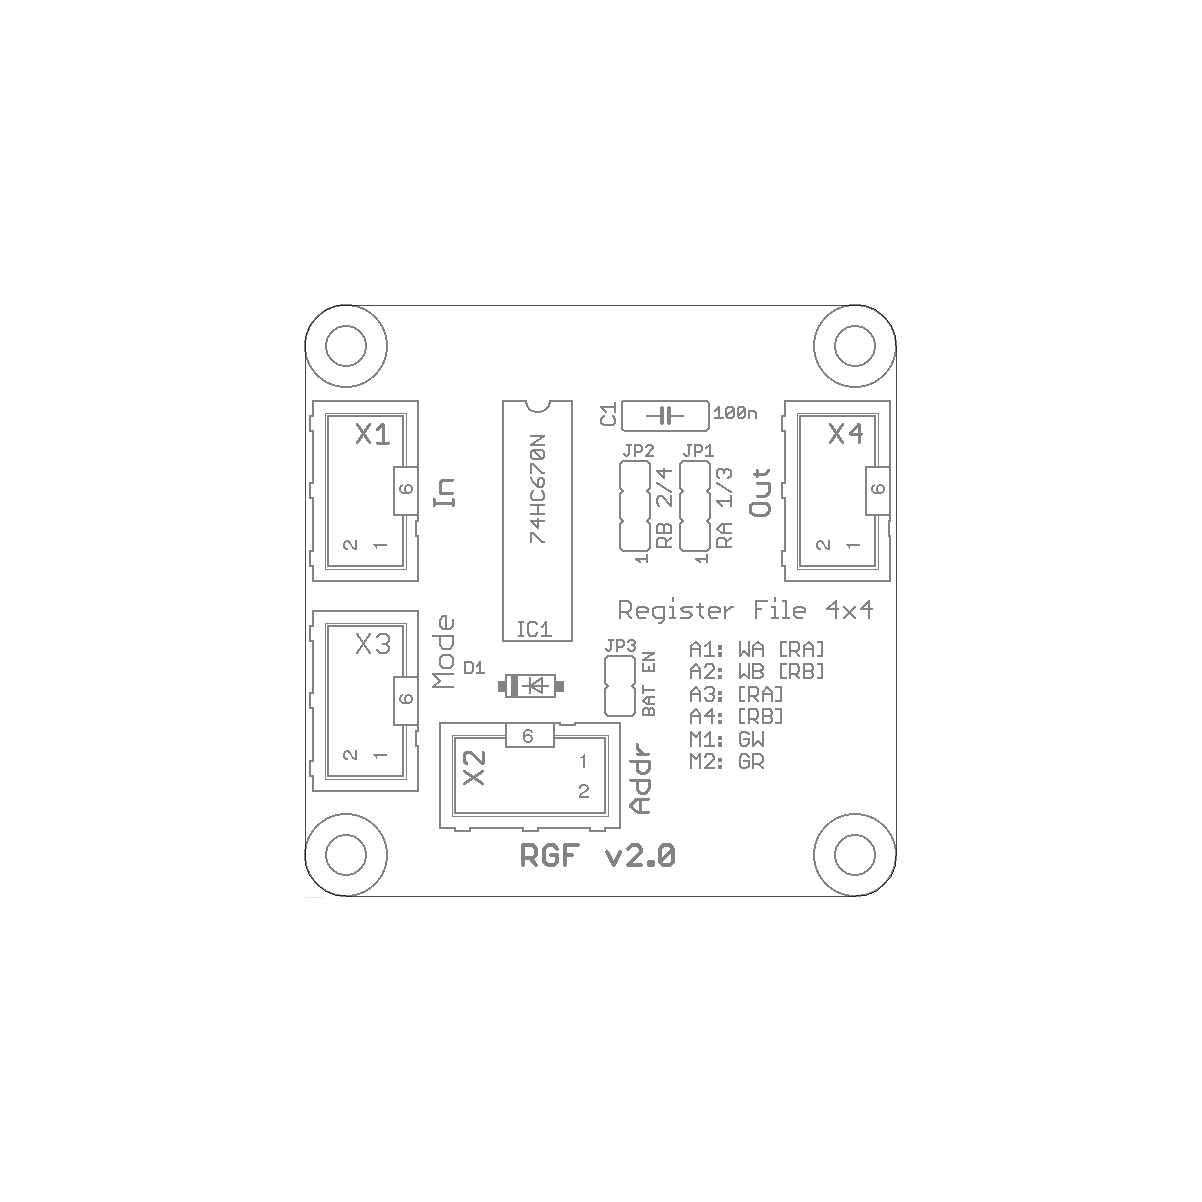 C1
100n
X1
X4
JP2
JP1
74HC670N
RB 2/4
RA 1/3
6
In
Out
6
2 1
2 1
1
1
Register File 4x4
IC1
X3
Mode
JP3
A1: WA [RA]
D1
BAT EN
A2: WB [RB]
6
A3: [RA]
A4: [RB]
6
M1: GW
X2
1
Addr
M2: GR
2 1
2
RGF v2.0